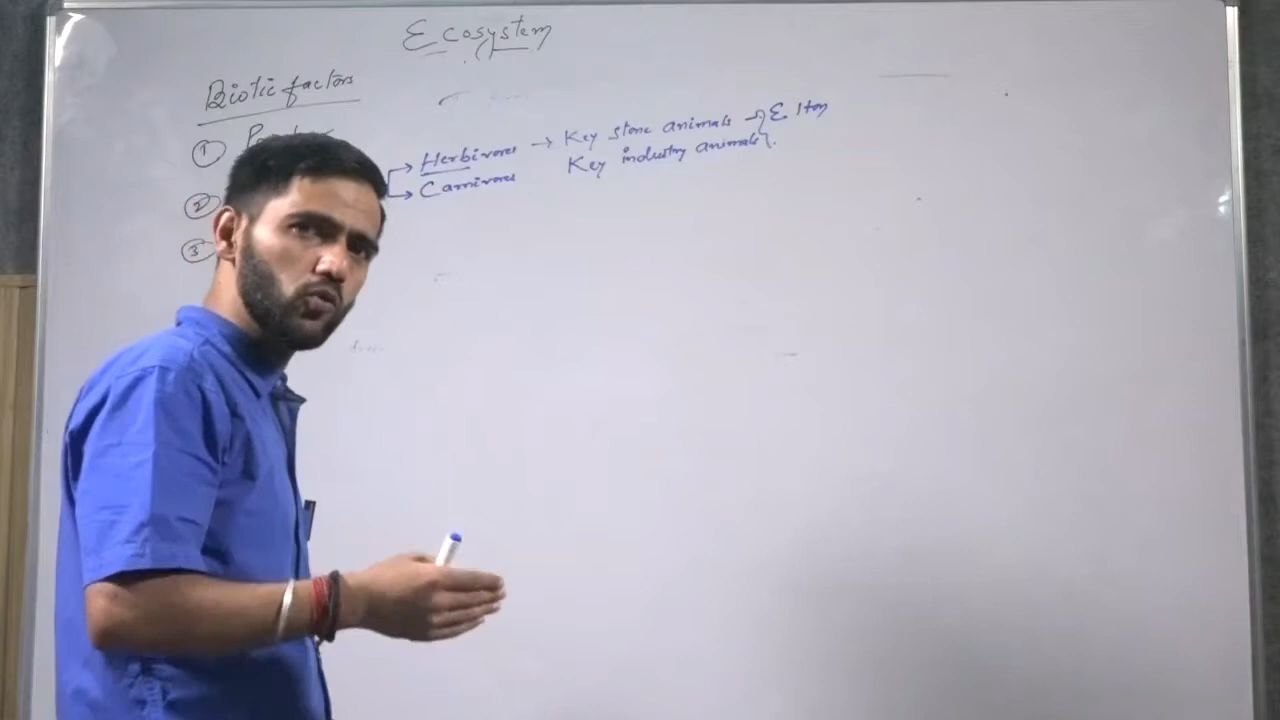 Ecosystem
Biotic factors
①
→ Herbivores → Key stone animals → } Elton
② → Carnivores Key industry animals
③